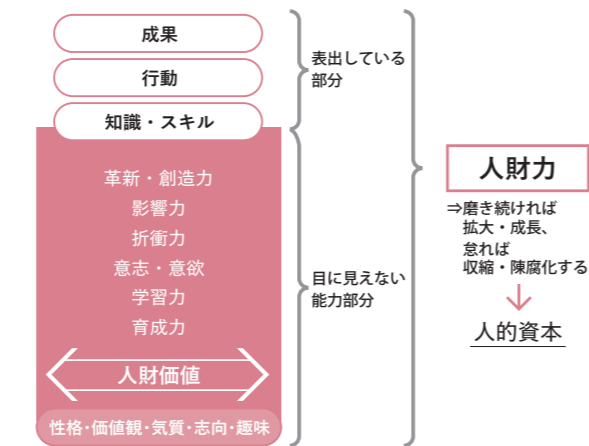 成果
行動
知識・スキル
革新・創造力
影響力
折衝力
意志・意欲
学習力
育成力
人財価値
性格・価値観・気質・志向・趣味
表出している
部分
目に見えない
能力部分
人財力
⇒磨き続ければ
拡大・成長、
怠れば
収縮・陳腐化する
人的資本